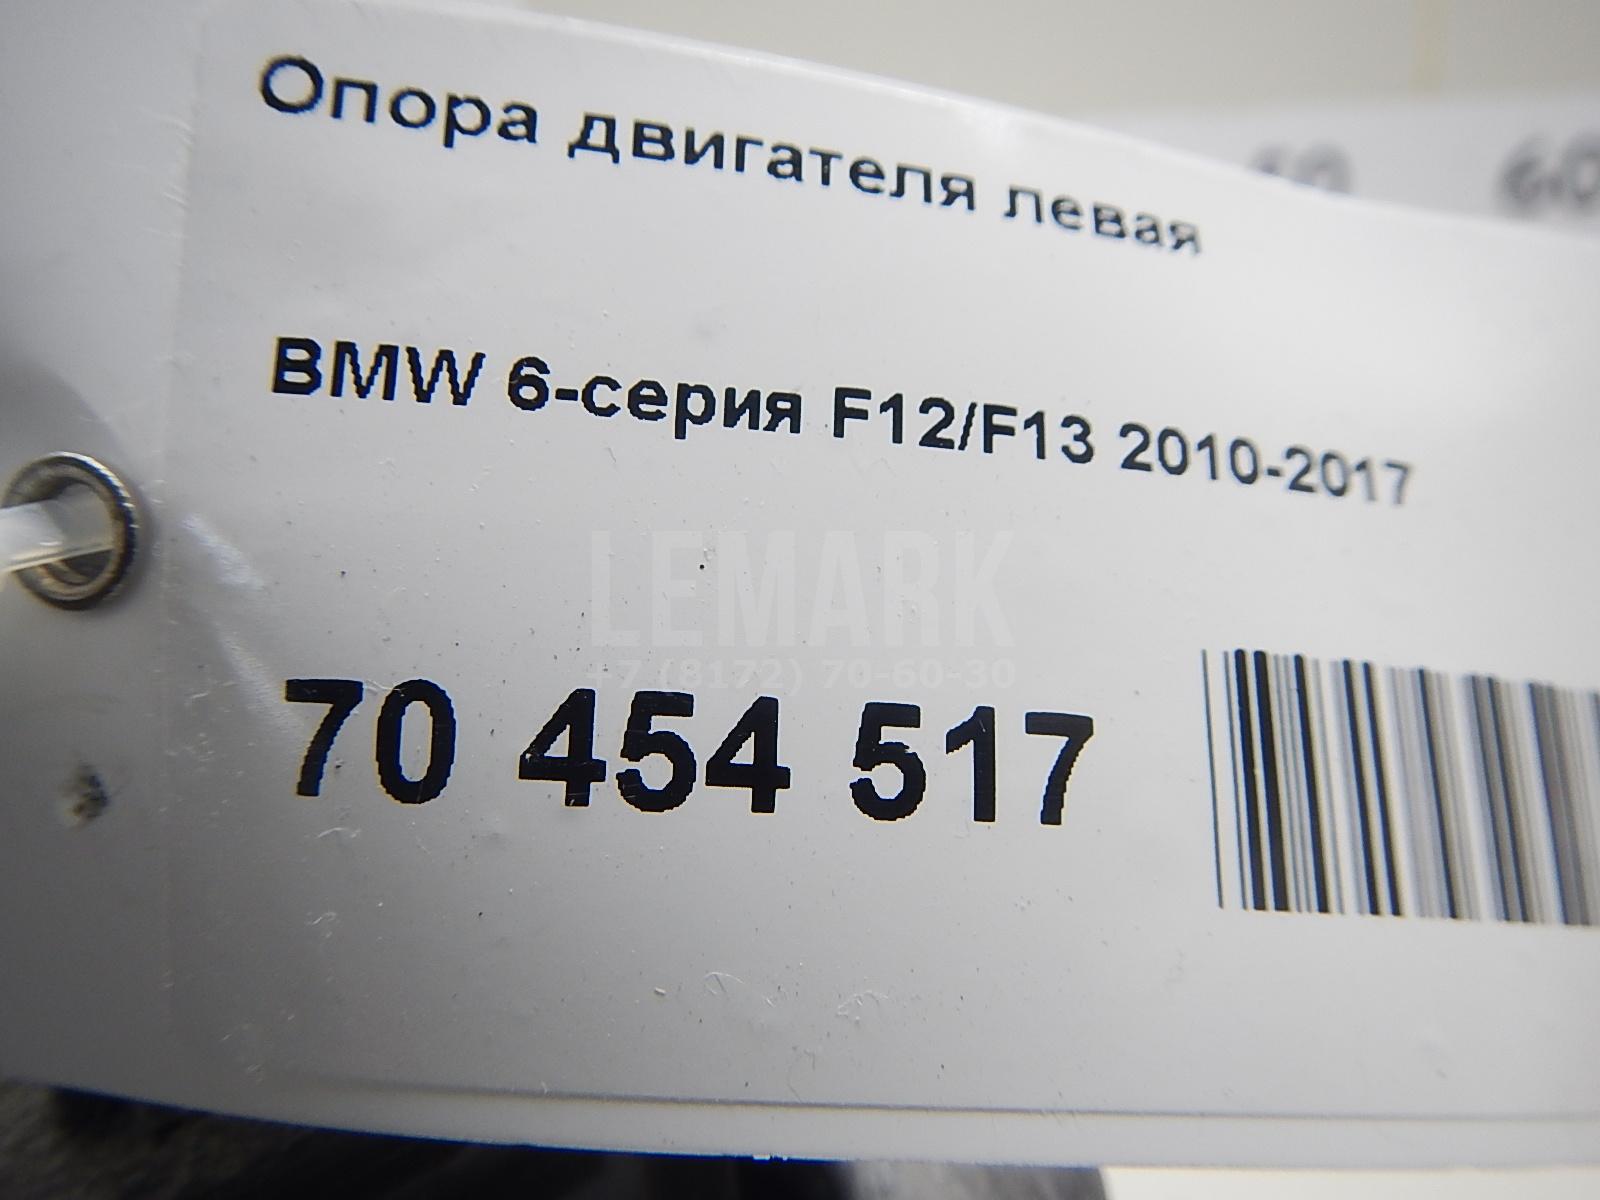 Опора двигателя левая
BMW 6-серия F12/F13 2010-2017
LEMARK
+7 (8172) 70-60-30
70 454 517